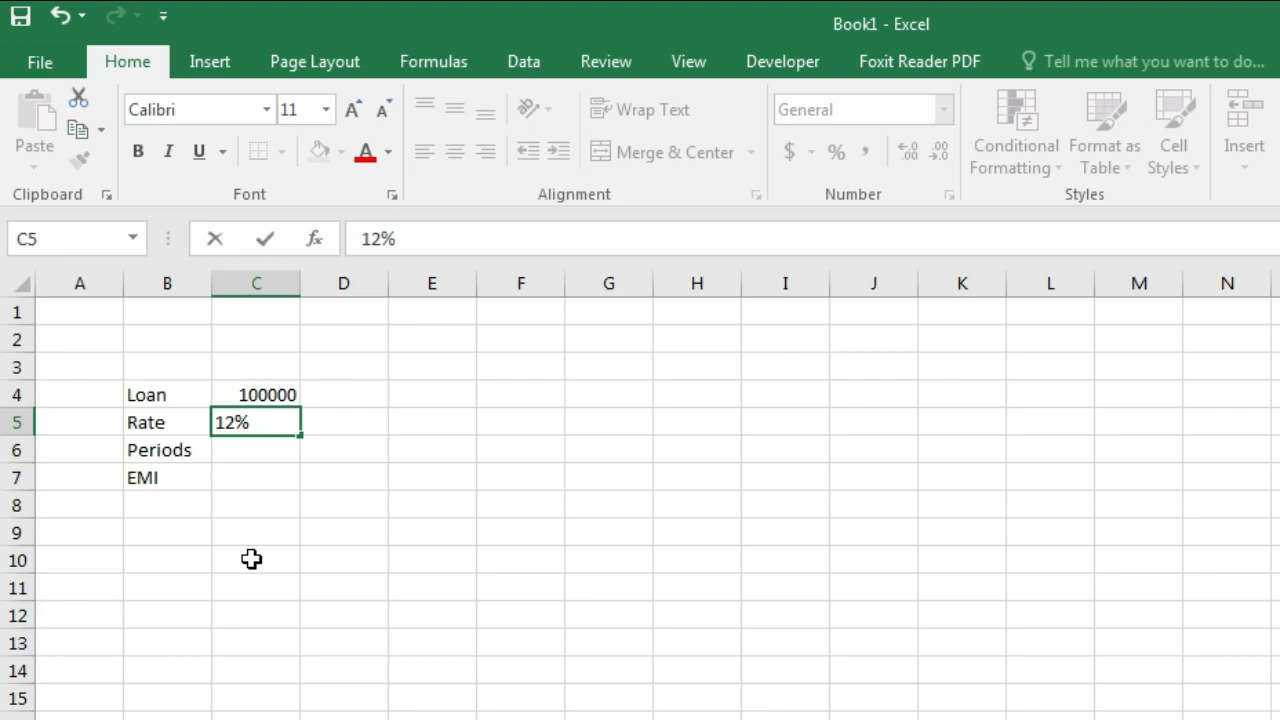 Book1 - Excel
File Home Insert Page Layout Formulas Data Review View Developer Foxit Reader PDF Tell me what you want to do...
Calibri 11 A A Wrap Text General
Paste B I U A Merge & Center $ % , .00 .0 Conditional Formatting Format as Table Cell Styles Insert
Clipboard Font Alignment Number Styles
C5 fx 12%
A B C D E F G H I J K L M N
1
2
3
4 Loan 100000
5 Rate 12%
6 Periods
7 EMI
8
9
10
11
12
13
14
15